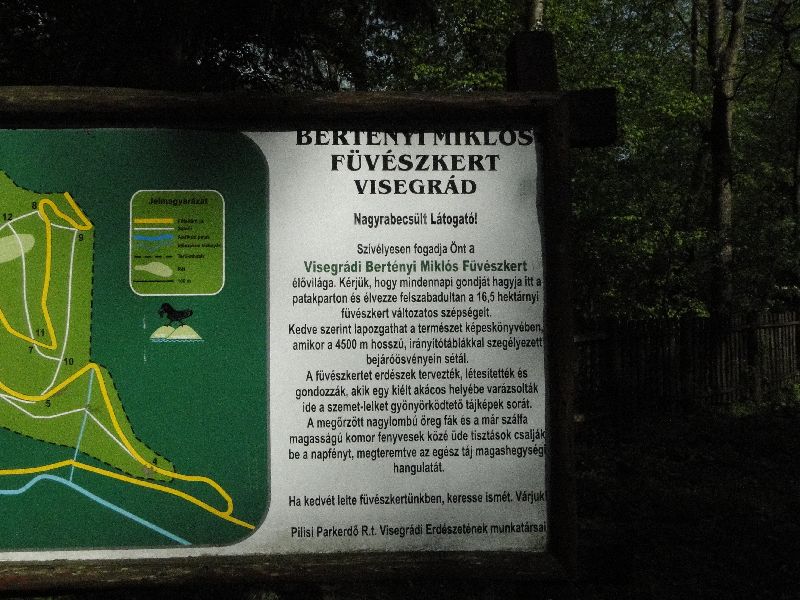 BERTÉNYI MIKLÓS
FÜVÉSZKERT
VISEGRÁD
Nagyrabecsült Látogató!
Szívélyesen fogadja Önt a
Visegrádi Bertényi Miklós Füvészkert
élővilága. Kérjük, hogy mindennapi gondját hagyja itt a
patakparton és élvezze felszabadultan a 16,5 hektárnyi
füvészkert változatos szépségeit.
Kedve szerint lapozgathat a természet képeskönyvében,
amikor a 4500 m hosszú, irányítótáblákkal szegélyezett
bejáróösvényein sétál.
A füvészkertet erdészek tervezték, létesítették és
gondozzák, akik egy kiélt akácos helyébe varázsolták
ide a szemet-lelket gyönyörködtető tájképek sorát.
A megőrzött nagylombú öreg fák és a már szálfa
magasságú komor fenyvesek közé üde tisztások csalják
be a napfényt, megteremtve az egész táj magashegységi
hangulatát.
Ha kedvét lelte füvészkertünkben, keresse ismét. Várjuk!
Pilisi Parkerdő R.t. Visegrádi Erdészetének munkatársai
Jelmagyarázat
Rét
8
12
9
11
7
10
5
4